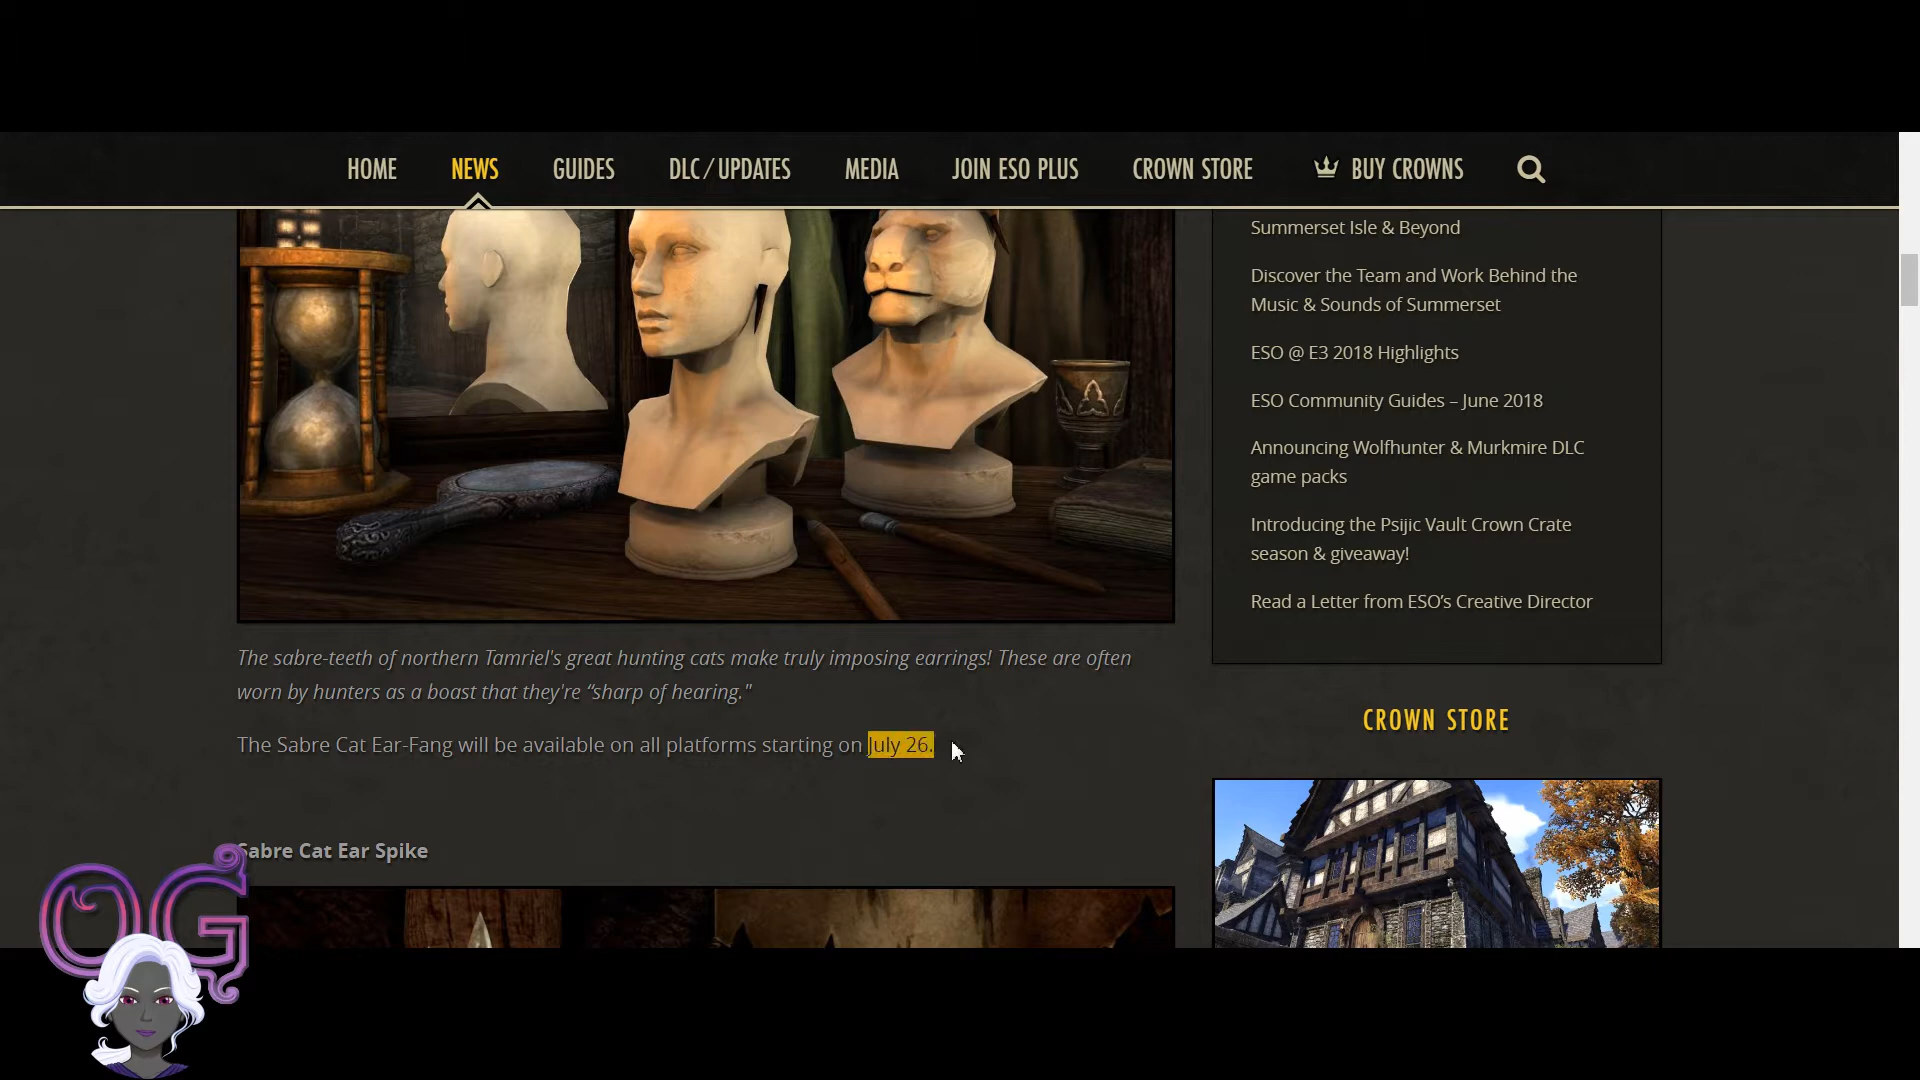 HOME NEWS GUIDES DLC / UPDATES MEDIA JOIN ESO PLUS CROWN STORE BUY CROWNS
The sabre-teeth of northern Tamriel's great hunting cats make truly imposing earrings! These are often
worn by hunters as a boast that they're “sharp of hearing."
The Sabre Cat Ear-Fang will be available on all platforms starting on July 26.
Sabre Cat Ear Spike
Summerset Isle & Beyond
Discover the Team and Work Behind the
Music & Sounds of Summerset
ESO @ E3 2018 Highlights
ESO Community Guides – June 2018
Announcing Wolfhunter & Murkmire DLC
game packs
Introducing the Psijic Vault Crown Crate
season & giveaway!
Read a Letter from ESO’s Creative Director
CROWN STORE
OG